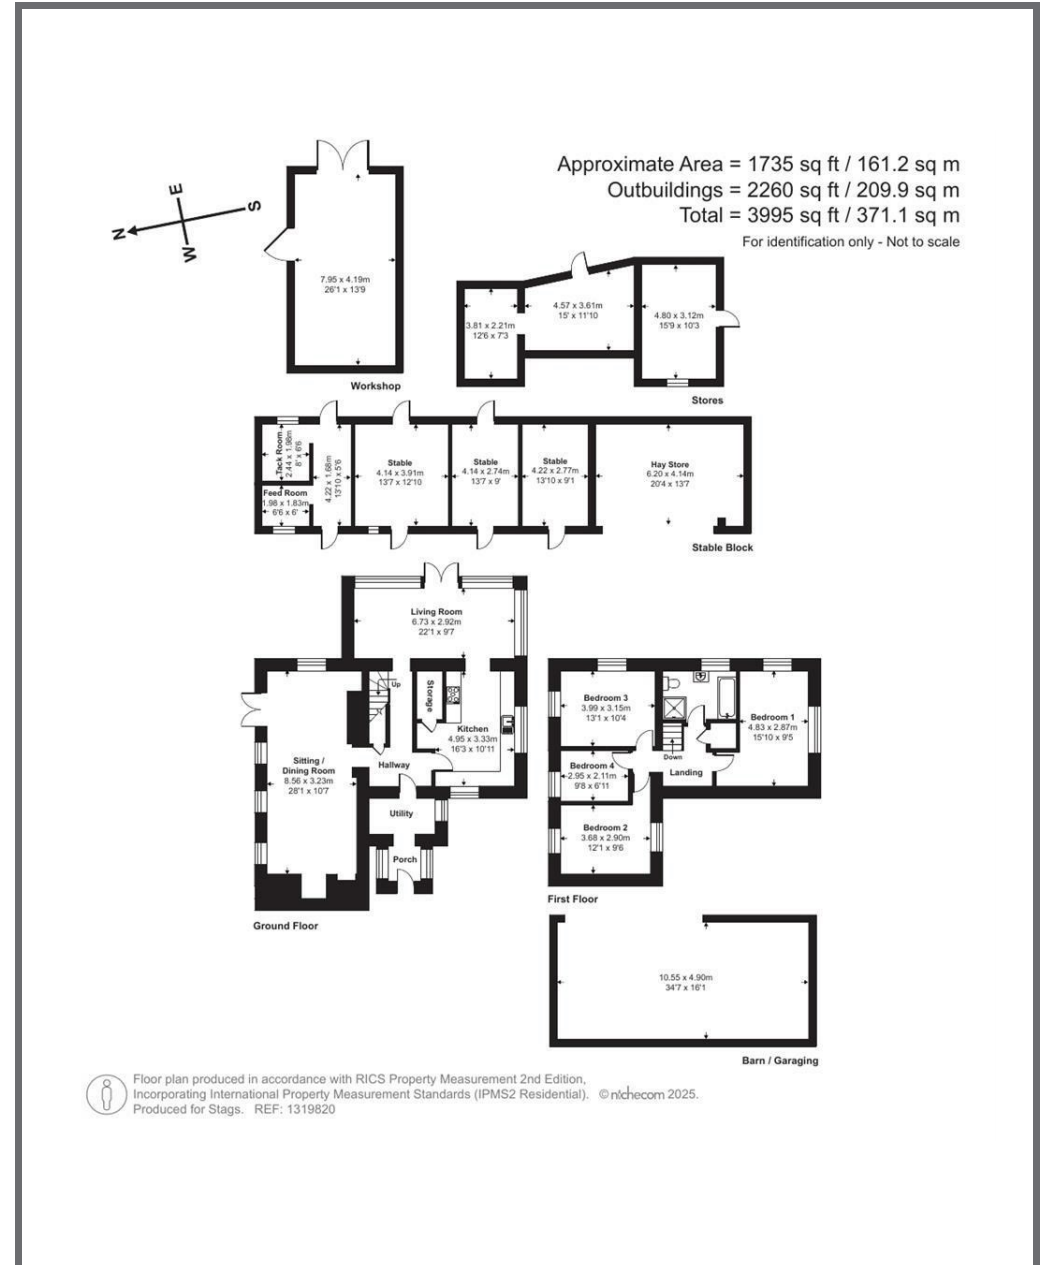 Approximate Area = 1735 sq ft / 161.2 sq m
Outbuildings = 2260 sq ft / 209.9 sq m
Total = 3995 sq ft / 371.1 sq m
For identification only - Not to scale
E
S
N
W
7.95 x 4.19m
26'1 x 13'9
Workshop
3.81 x 2.21m
12'6 x 7'3
4.57 x 3.61m
15' x 11'10
4.80 x 3.12m
15'9 x 10'3
Stores
Tack Room
2.44 x 1.98m
8' x 6'6
Feed Room
1.98 x 1.83m
6'6 x 6'
4.22 x 1.68m
13'10 x 5'6
Stable
4.14 x 3.91m
13'7 x 12'10
Stable
4.14 x 2.74m
13'7 x 9'
Stable
4.22 x 2.77m
13'10 x 9'1
Hay Store
6.20 x 4.14m
20'4 x 13'7
Stable Block
Living Room
6.73 x 2.92m
22'1 x 9'7
Up
Storage
Kitchen
4.95 x 3.33m
16'3 x 10'11
Sitting /
Dining Room
8.56 x 3.23m
28'1 x 10'7
Hallway
Utility
Porch
Ground Floor
Bedroom 3
3.99 x 3.15m
13'1 x 10'4
Bedroom 1
4.83 x 2.87m
15'10 x 9'5
Down
Landing
Bedroom 4
2.95 x 2.11m
9'8 x 6'11
Bedroom 2
3.68 x 2.90m
12'1 x 9'6
First Floor
10.55 x 4.90m
34'7 x 16'1
Barn / Garaging
Floor plan produced in accordance with RICS Property Measurement 2nd Edition,
Incorporating International Property Measurement Standards (IPMS2 Residential). © nichecom 2025.
Produced for Stags. REF: 1319820